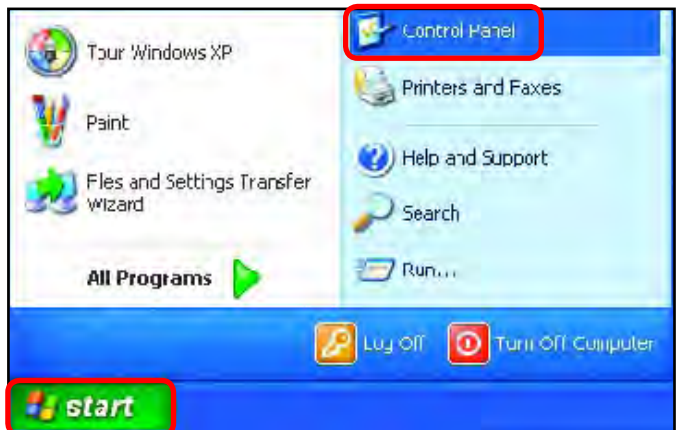 Tour Windows XP
Paint
Files and Settings Transfer
Wizard
All Programs
Control Panel
Printers and Faxes
Help and Support
Search
Run...
Log Off
Turn Off Computer
start